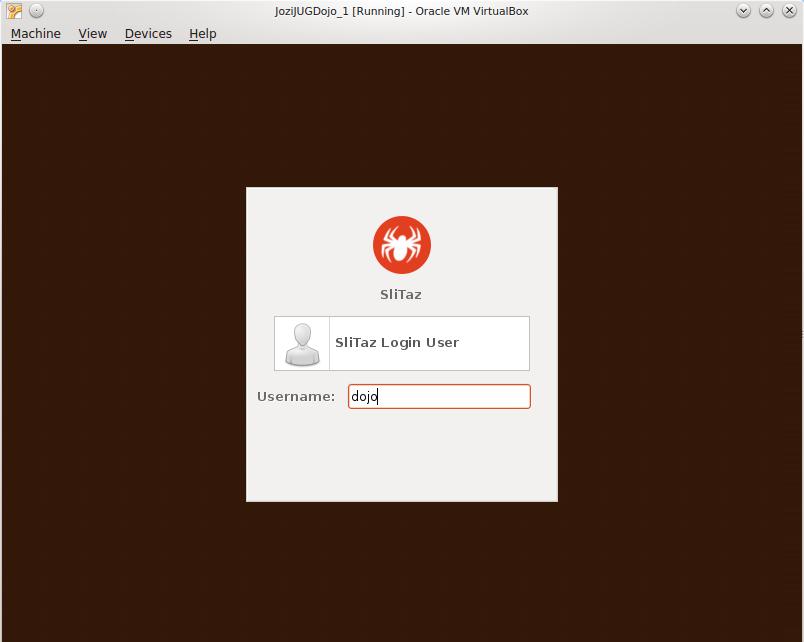 JoziJUGDojo_1 [Running] - Oracle VM VirtualBox
Machine View Devices Help
SliTaz
SliTaz Login User
Username: dojo